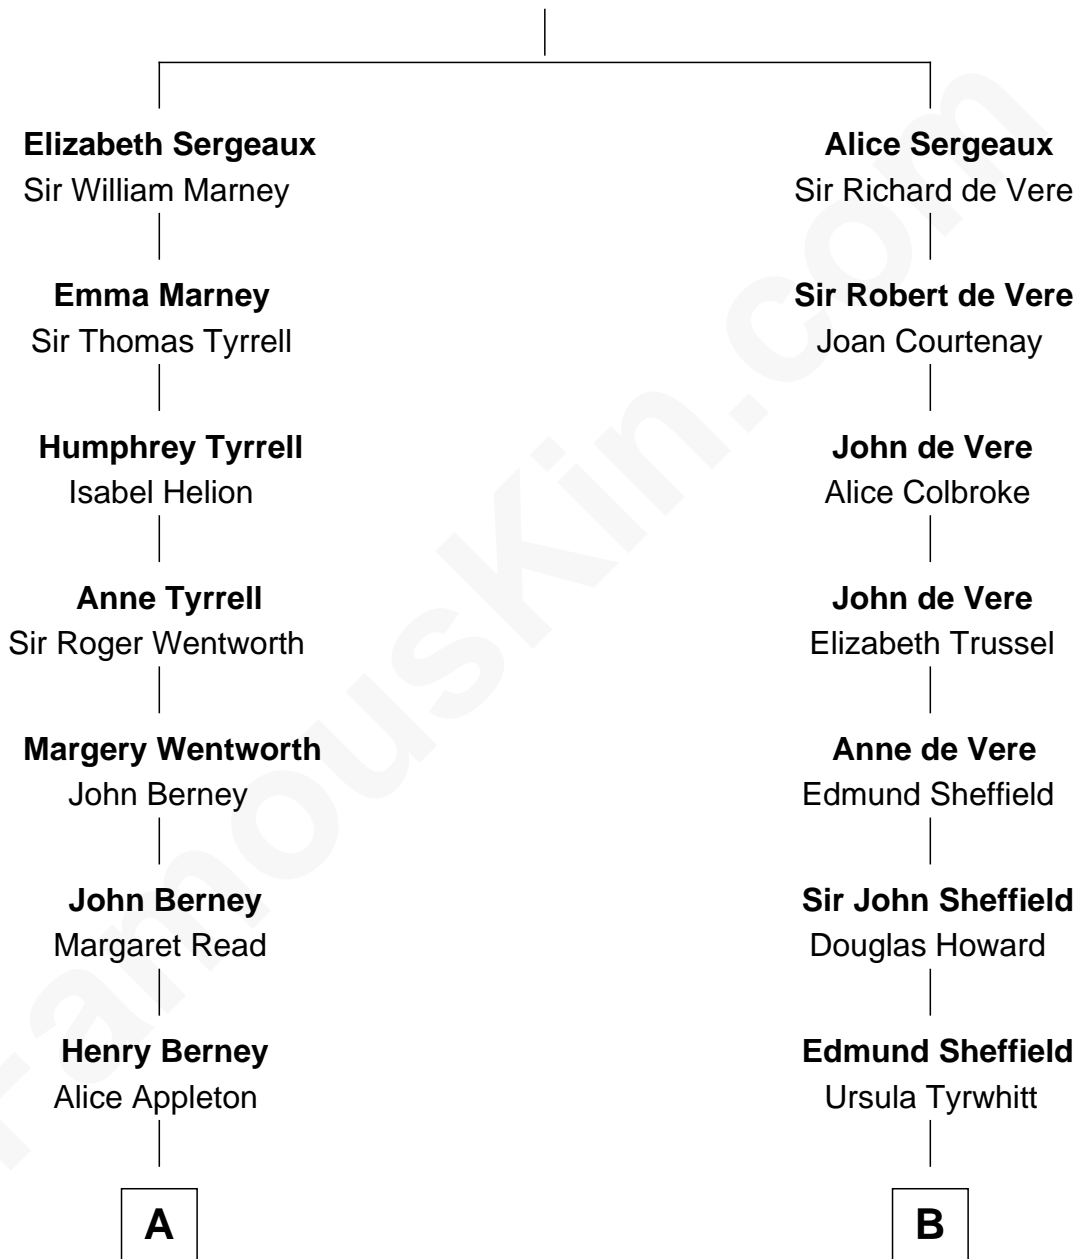 Elizabeth Sergeaux
Sir William Marney
Emma Marney
Sir Thomas Tyrrell
Humphrey Tyrrell
Isabel Helion
Anne Tyrrell
Sir Roger Wentworth
Margery Wentworth
John Berney
John Berney
Margaret Read
Henry Berney
Alice Appleton
A
Alice Sergeaux
Sir Richard de Vere
Sir Robert de Vere
Joan Courtenay
John de Vere
Alice Colbroke
John de Vere
Elizabeth Trussel
Anne de Vere
Edmund Sheffield
Sir John Sheffield
Douglas Howard
Edmund Sheffield
Ursula Tyrwhitt
B
FamousKin.com